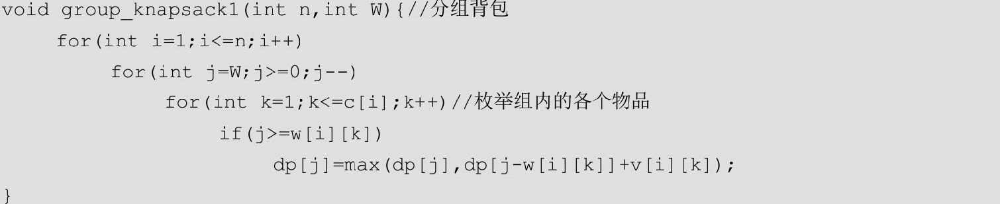 void group_knapsack1(int n,int W){//分组背包
for(int i=1;i<=n;i++)
for(int j=W;j>=0;j--)
for(int k=1;k<=c[i];k++)//枚举组内的各个物品
if(j>=w[i][k])
dp[j]=max(dp[j],dp[j-w[i][k]]+v[i][k]);
}